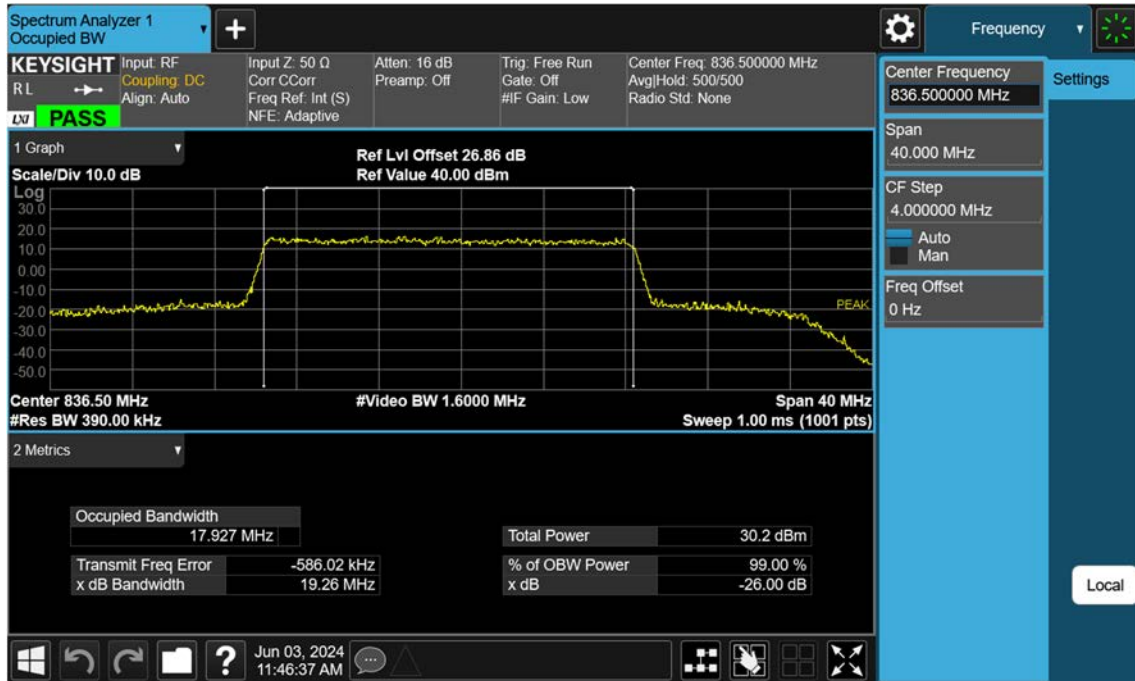 Spectrum Analyzer 1
Occupied BW
+
Frequency
KEYSIGHT
RL
LXI
PASS
Input: RF
Coupling: DC
Align: Auto
Input Z: 50 Ω
Corr CCorr
Freq Ref: Int (S)
NFE: Adaptive
Atten: 16 dB
Preamp: Off
Trig: Free Run
Gate: Off
#IF Gain: Low
Center Freq: 836.500000 MHz
Avg|Hold: 500/500
Radio Std: None
Center Frequency
836.500000 MHz
Settings
Span
40.000 MHz
CF Step
4.000000 MHz
Auto
Man
Freq Offset
0 Hz
Local
1 Graph
Ref Lvl Offset 26.86 dB
Scale/Div 10.0 dB
Ref Value 40.00 dBm
Log
30.0
20.0
10.0
0.00
-10.0
-20.0
-30.0
-40.0
-50.0
PEAK
Center 836.50 MHz
#Video BW 1.6000 MHz
Span 40 MHz
#Res BW 390.00 kHz
Sweep 1.00 ms (1001 pts)
2 Metrics
Occupied Bandwidth
17.927 MHz
Total Power 30.2 dBm
Transmit Freq Error -586.02 kHz
% of OBW Power 99.00 %
x dB Bandwidth 19.26 MHz
x dB -26.00 dB
?
Jun 03, 2024
11:46:37 AM